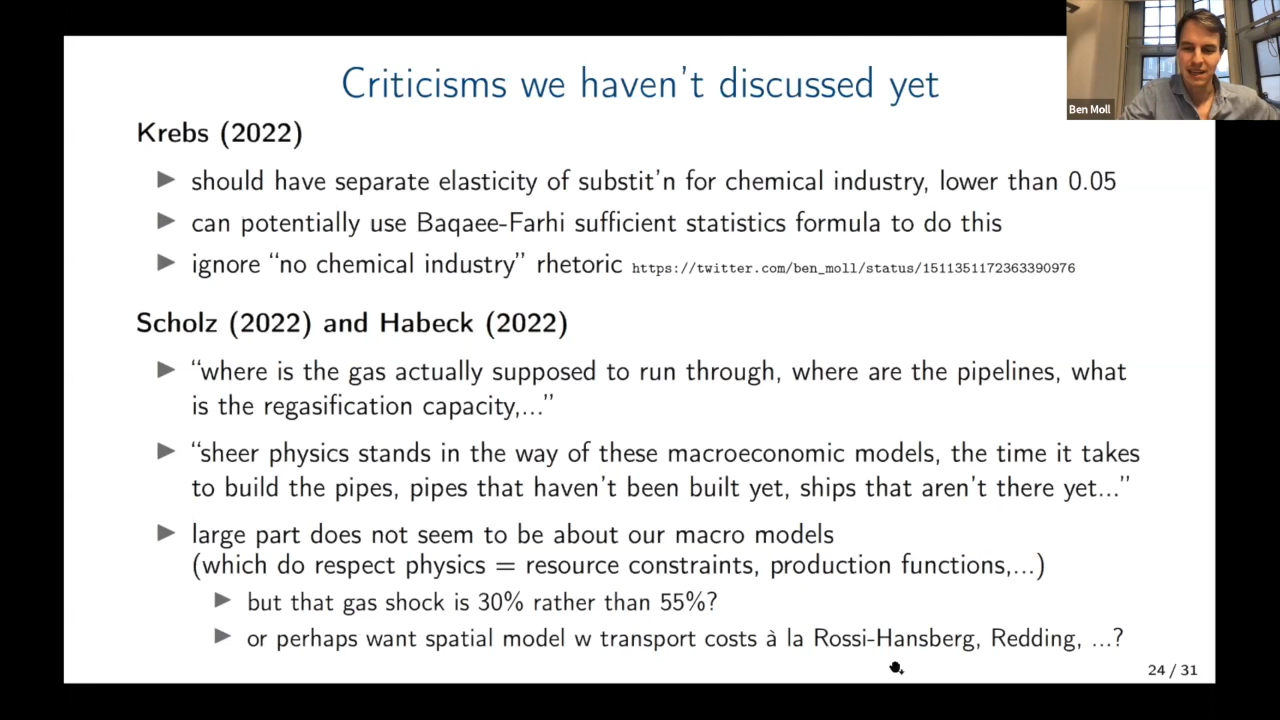 Criticisms we haven't discussed yet
Ben Moll
Krebs (2022)
should have separate elasticity of substit'n for chemical industry, lower than 0.05
can potentially use Baqaee-Farhi sufficient statistics formula to do this
ignore “no chemical industry” rhetoric https://twitter.com/ben_moll/status/1511351172363390976
Scholz (2022) and Habeck (2022)
“where is the gas actually supposed to run through, where are the pipelines, what
is the regasification capacity,...”
“sheer physics stands in the way of these macroeconomic models, the time it takes
to build the pipes, pipes that haven't been built yet, ships that aren't there yet...”
large part does not seem to be about our macro models
(which do respect physics = resource constraints, production functions,...)
but that gas shock is 30% rather than 55%?
or perhaps want spatial model w transport costs à la Rossi-Hansberg, Redding, ...?
24 / 31